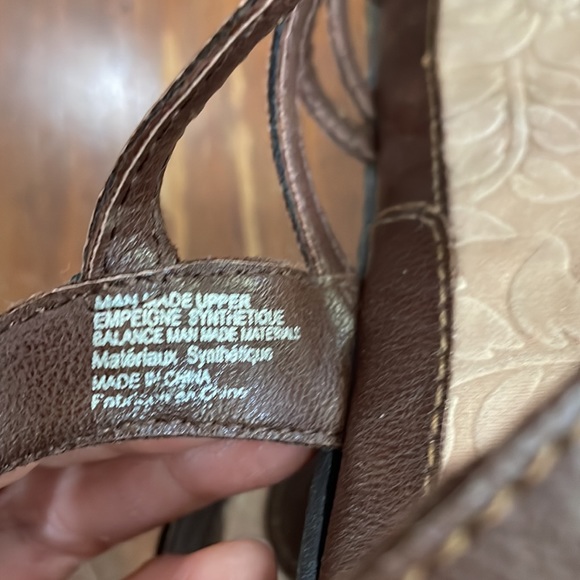 MAN MADE UPPER
EMPEIGNE SYNTHETIQUE
BALANCE MAN MADE MATERIALS
Matériaux Synthétique
MADE IN CHINA
Fabriqué en Chine